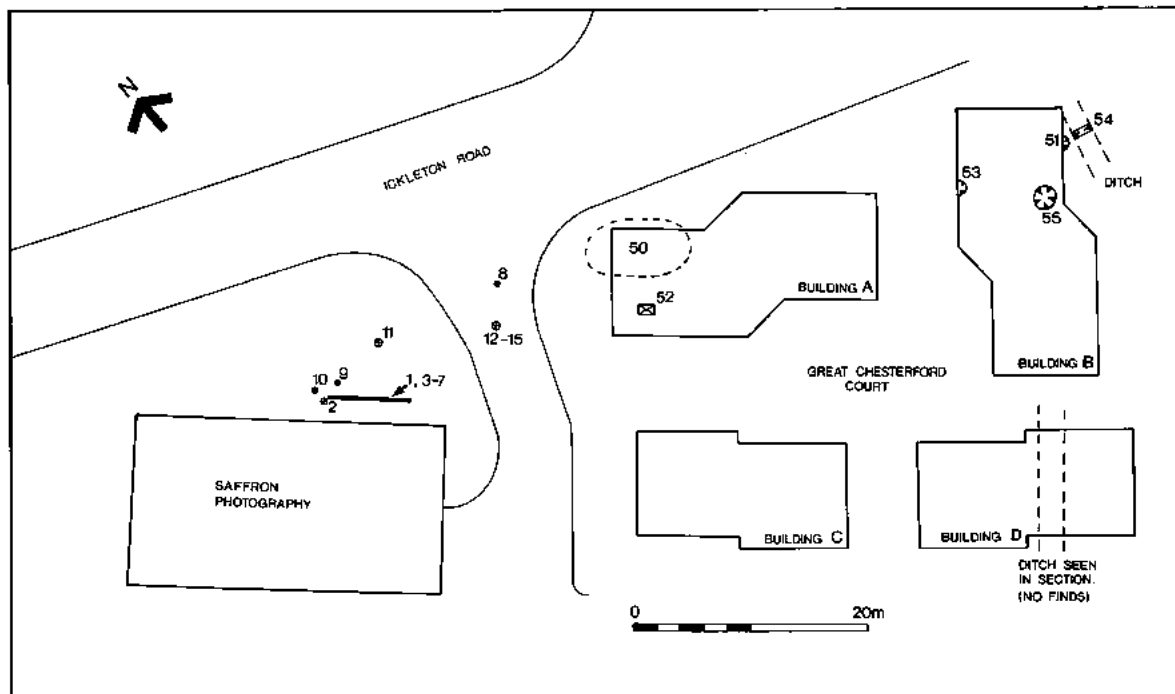 N
ICKLETON ROAD
54
51
53
DITCH
55
50
8
BUILDING A
52
12-15
11
GREAT CHESTERFORD
COURT
BUILDING B
9
10
1, 3-7
2
SAFFRON
PHOTOGRAPHY
BUILDING C
BUILDING D
DITCH SEEN
IN SECTION.
(NO FINDS)
0
20m